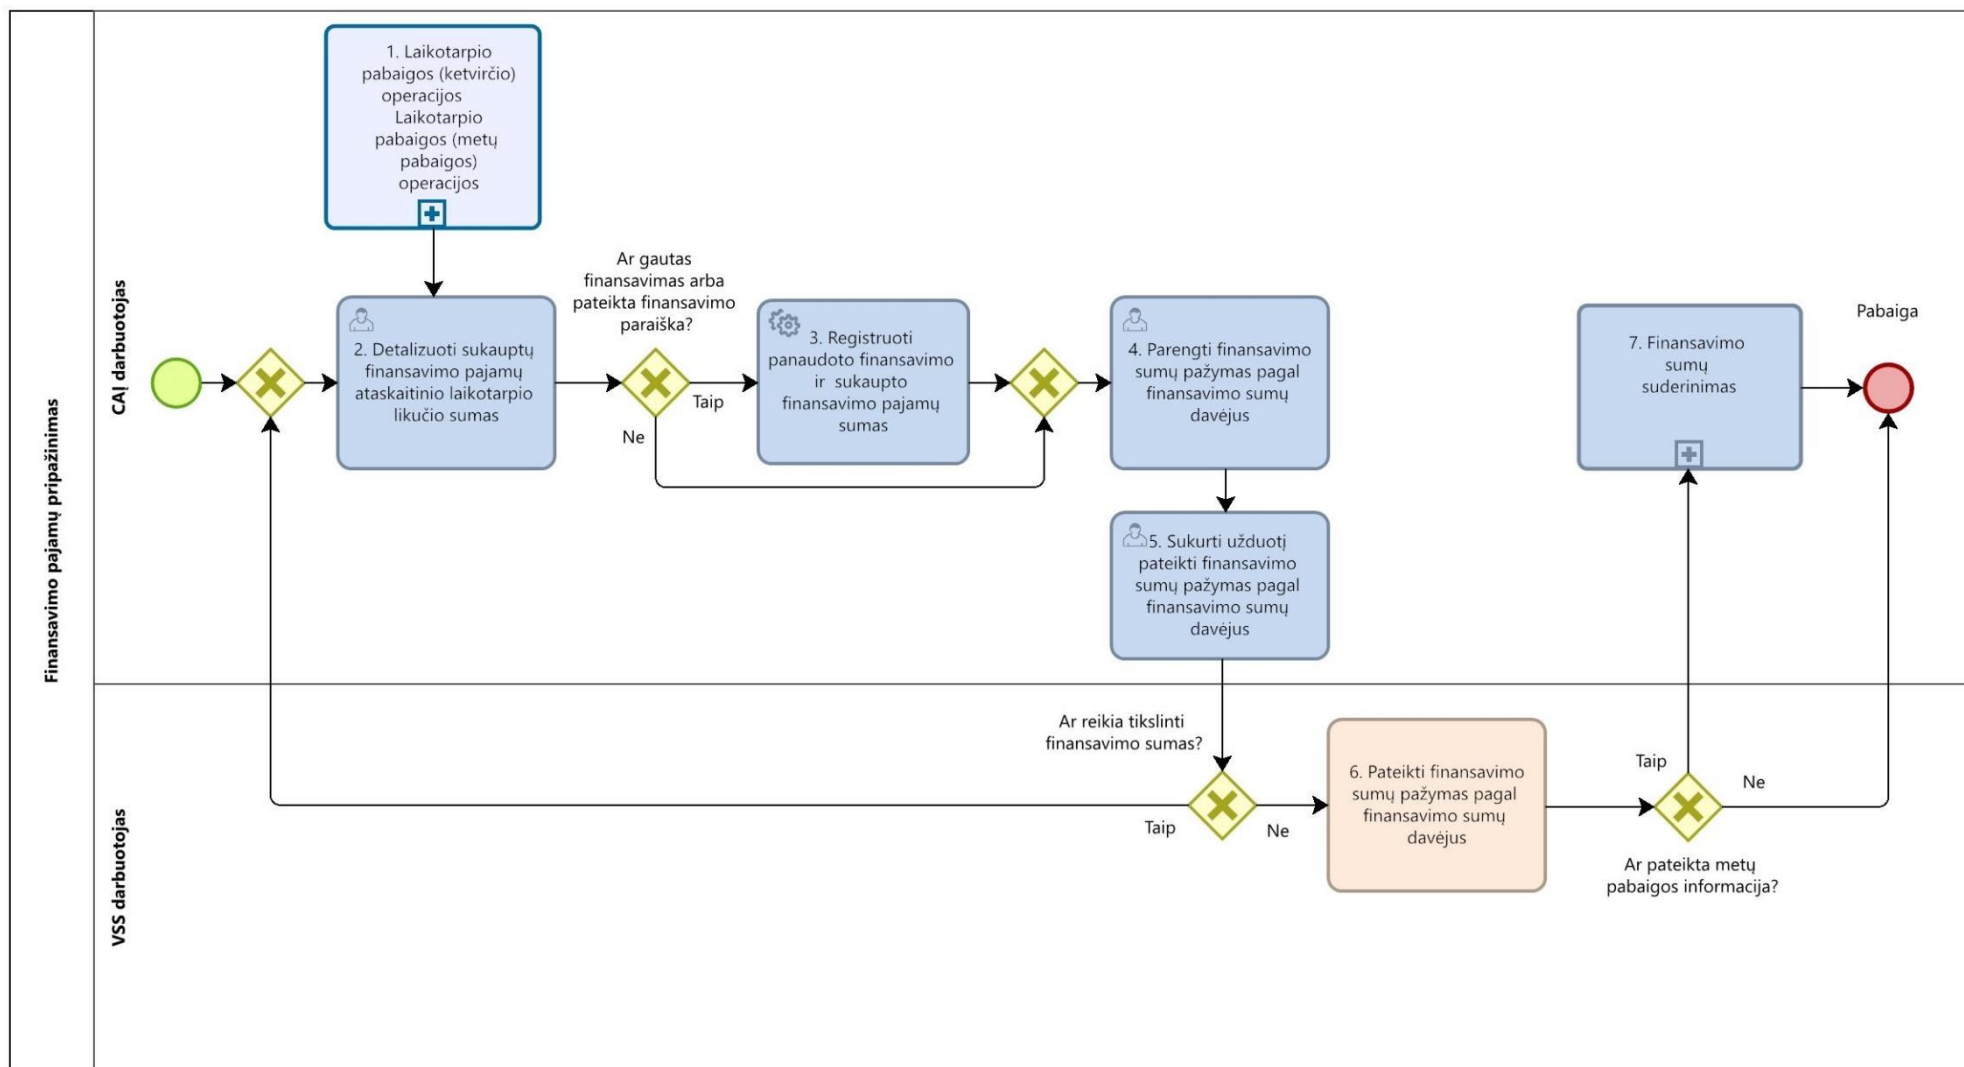 Finansavimo pajamų pripažinimas
CAĮ darbuotojas
1. Laikotarpio
pabaigos (ketvirčio)
operacijos
Laikotarpio
pabaigos (metų
pabaigos)
operacijos
2. Detalizuoti sukauptų
finansavimo pajamų
ataskaitinio laikotarpio
likučio sumas
Ar gautas
finansavimas arba
pateikta finansavimo
paraiška?
Taip
Ne
3. Registruoti
panaudoto finansavimo
ir sukaupto
finansavimo pajamų
sumas
4. Parengti finansavimo
sumų pažymas pagal
finansavimo sumų
davėjus
5. Sukurti užduotį
pateikti finansavimo
sumų pažymas pagal
finansavimo sumų
davėjus
7. Finansavimo
sumų
suderinimas
Pabaiga
VSS darbuotojas
Ar reikia tikslinti
finansavimo sumas?
Taip
Ne
6. Pateikti finansavimo
sumų pažymas pagal
finansavimo sumų
davėjus
Taip
Ne
Ar pateikta metų
pabaigos informacija?